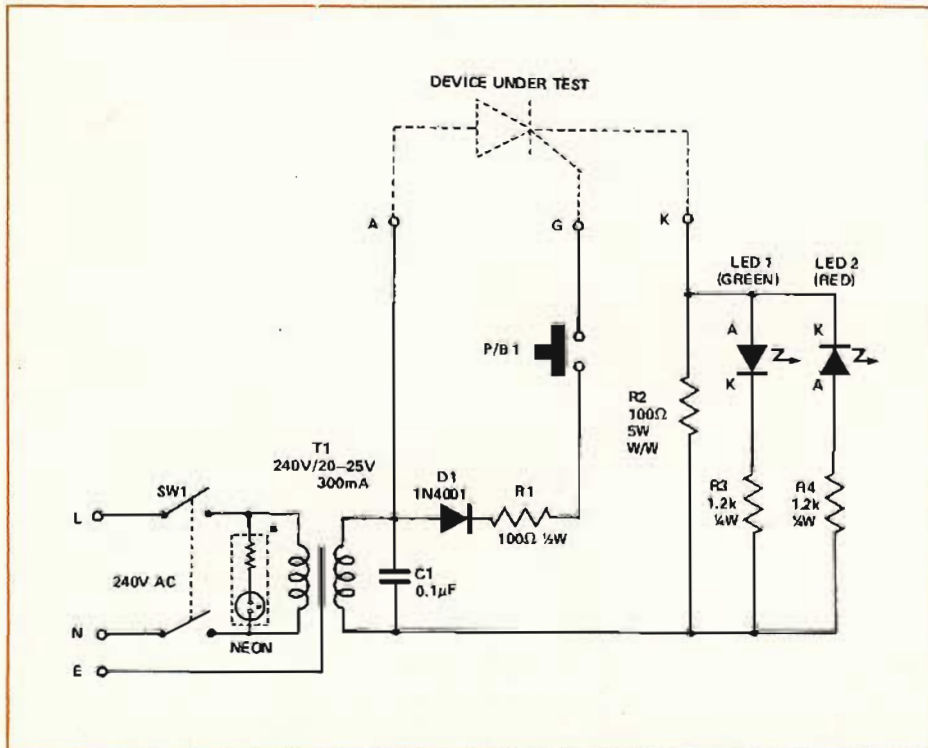 DEVICE UNDER TEST
A
G
K
LED 1
(GREEN)
LED 2
(RED)
A
K
K
A
P/B 1
R2
100Ω
5W
W/W
T1
240V/20–25V
300mA
D1
1N4001
R1
100Ω ½W
R3
1.2k
¼W
R4
1.2k
¼W
SW1
L
240V AC
C1
0.1μF
N
NEON
E